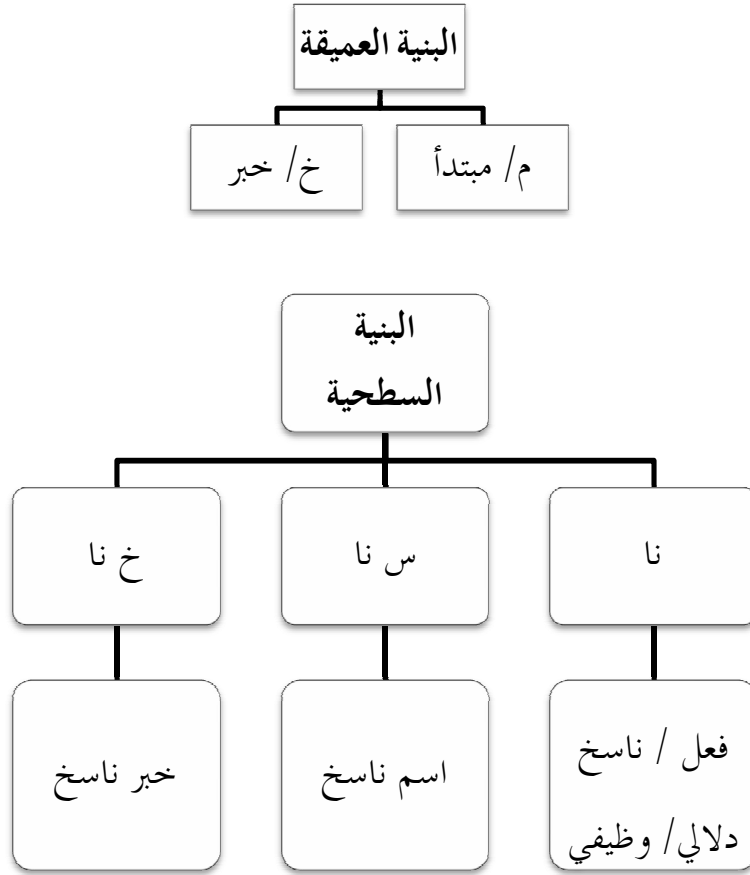 البنية العميقة
م/ مبتدأ
خ/ خبر
البنية
السطحية
نا
س نا
خ نا
فعل / ناسخ
دلالي/ وظيفي
اسم ناسخ
خبر ناسخ